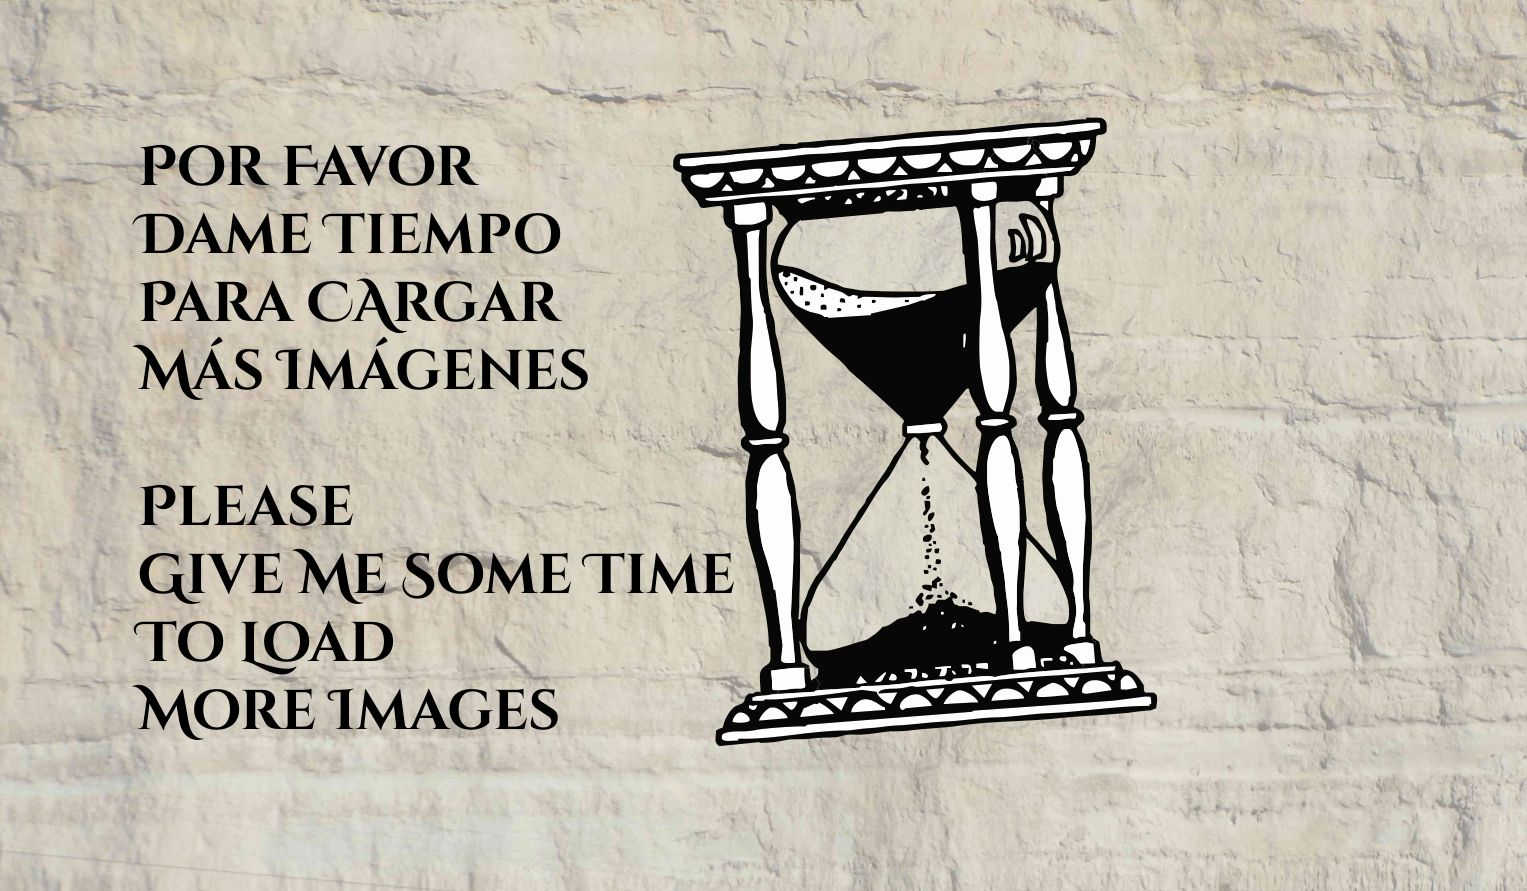 Por Favor
Dame Tiempo
Para Cargar
Más Imágenes
Please
Give Me Some Time
To Load
More Images